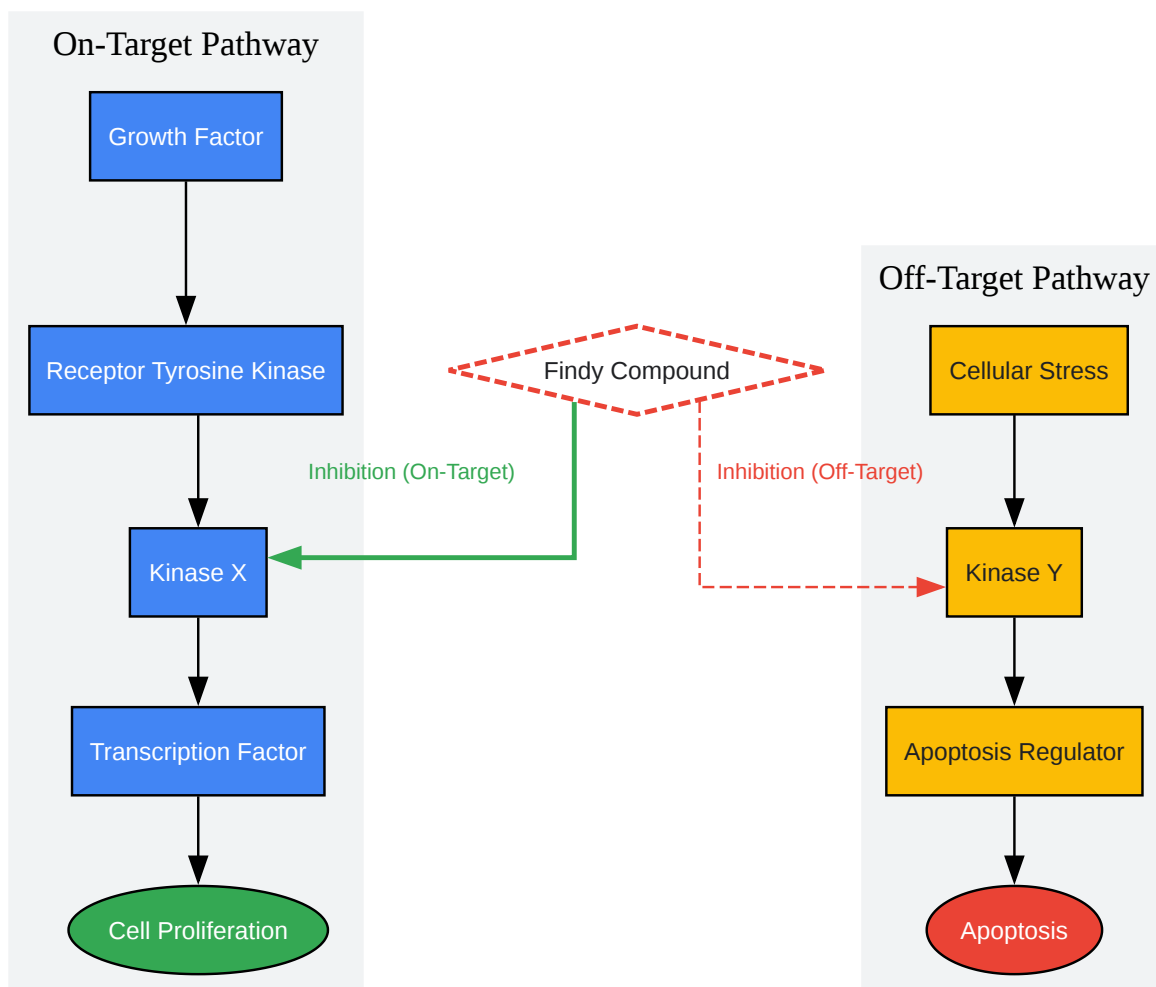 On-Target Pathway
Growth Factor
Receptor Tyrosine Kinase
Kinase X
Transcription Factor
Cell Proliferation
Findy Compound
Inhibition (On-Target)
Inhibition (Off-Target)
Off-Target Pathway
Cellular Stress
Kinase Y
Apoptosis Regulator
Apoptosis